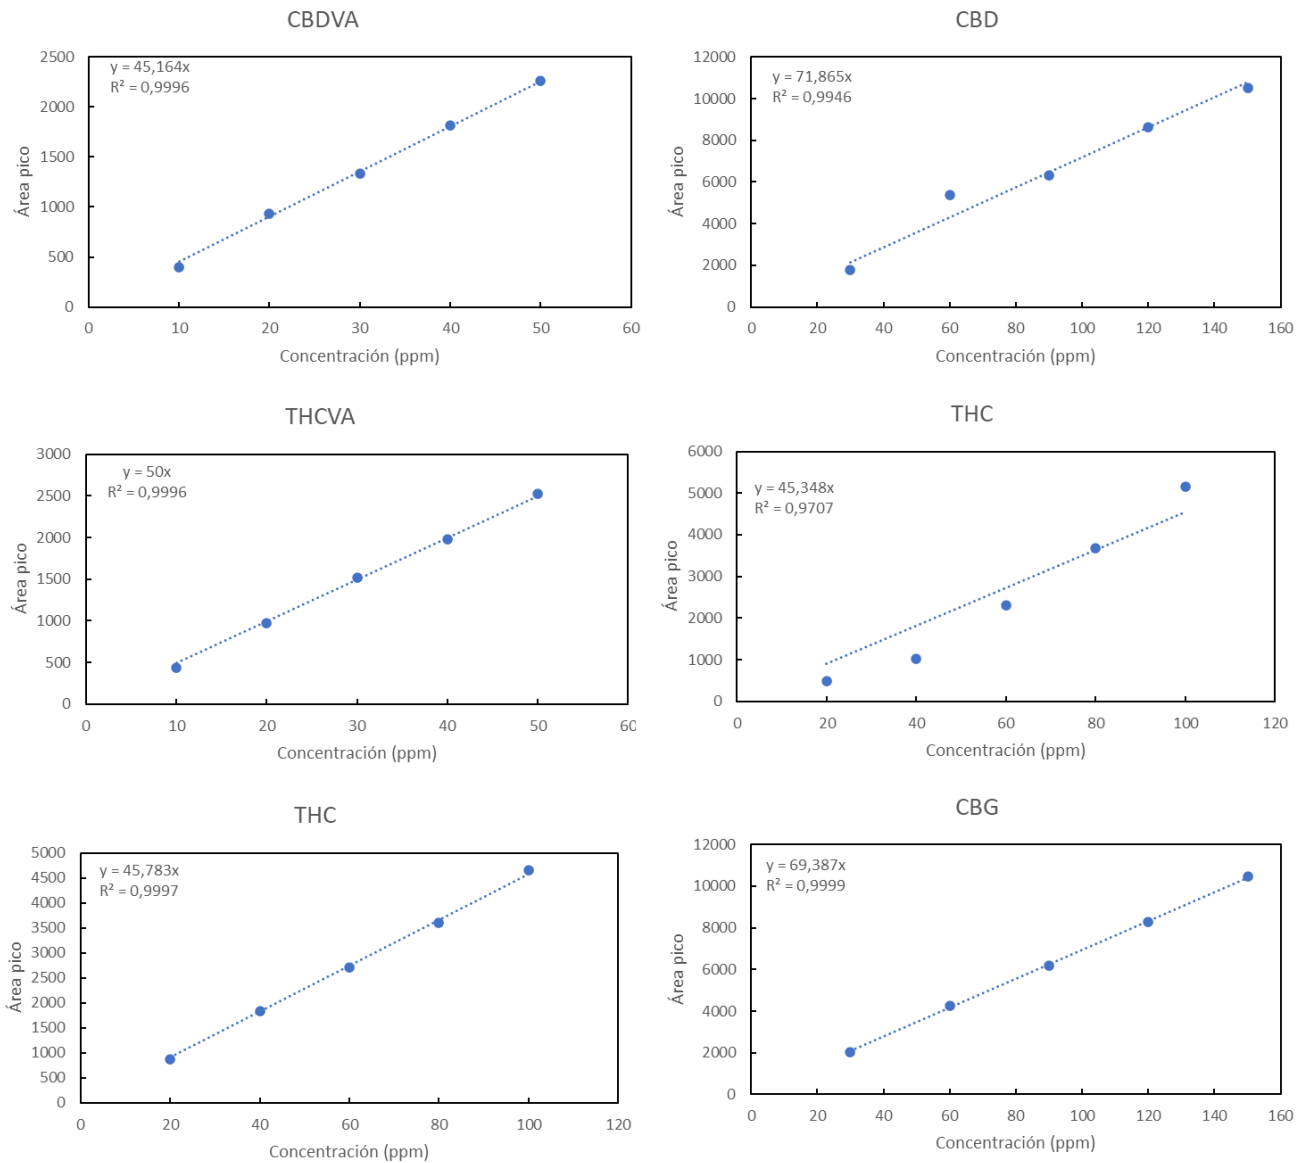 CBDVA
y = 45,164x
R² = 0,9996
2500
2000
1500
1000
500
0
0 10 20 30 40 50 60
Área pico
Concentración (ppm)
CBD
y = 71,865x
R² = 0,9946
12000
10000
8000
6000
4000
2000
0
0 20 40 60 80 100 120 140 160
Área pico
Concentración (ppm)
THCVA
y = 50x
R² = 0,9996
3000
2500
2000
1500
1000
500
0
0 10 20 30 40 50 60
Área pico
Concentración (ppm)
THC
y = 45,348x
R² = 0,9707
6000
5000
4000
3000
2000
1000
0
0 20 40 60 80 100 120
Área pico
Concentración (ppm)
THC
y = 45,783x
R² = 0,9997
5000
4500
4000
3500
3000
2500
2000
1500
1000
500
0
0 20 40 60 80 100 120
Área pico
Concentración (ppm)
CBG
y = 69,387x
R² = 0,9999
12000
10000
8000
6000
4000
2000
0
0 20 40 60 80 100 120 140 160
Área pico
Concentración (ppm)